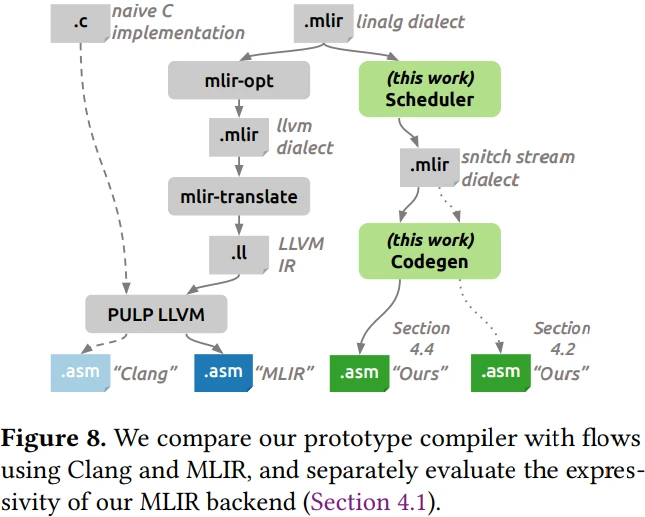 .c
naive C
implementation
.mlir
linalg dialect
mlir-opt
(this work)
Scheduler
.mlir
llvm
dialect
.mlir
snitch stream
dialect
mlir-translate
.ll
LLVM
IR
(this work)
Codegen
PULP LLVM
Section
4.4
Section
4.2
.asm
“Clang”
.asm
“MLIR”
.asm
“Ours”
.asm
“Ours”
Figure 8. We compare our prototype compiler with flows
using Clang and MLIR, and separately evaluate the expres-
sivity of our MLIR backend (Section 4.1).